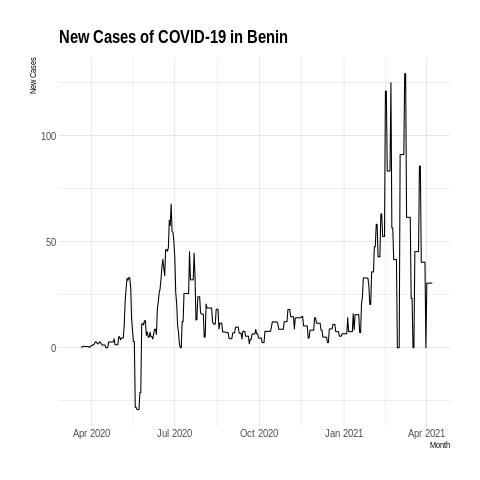 New Cases of COVID-19 in Benin
New Cases
100
50
0
Apr 2020 Jul 2020 Oct 2020 Jan 2021 Apr 2021
Month